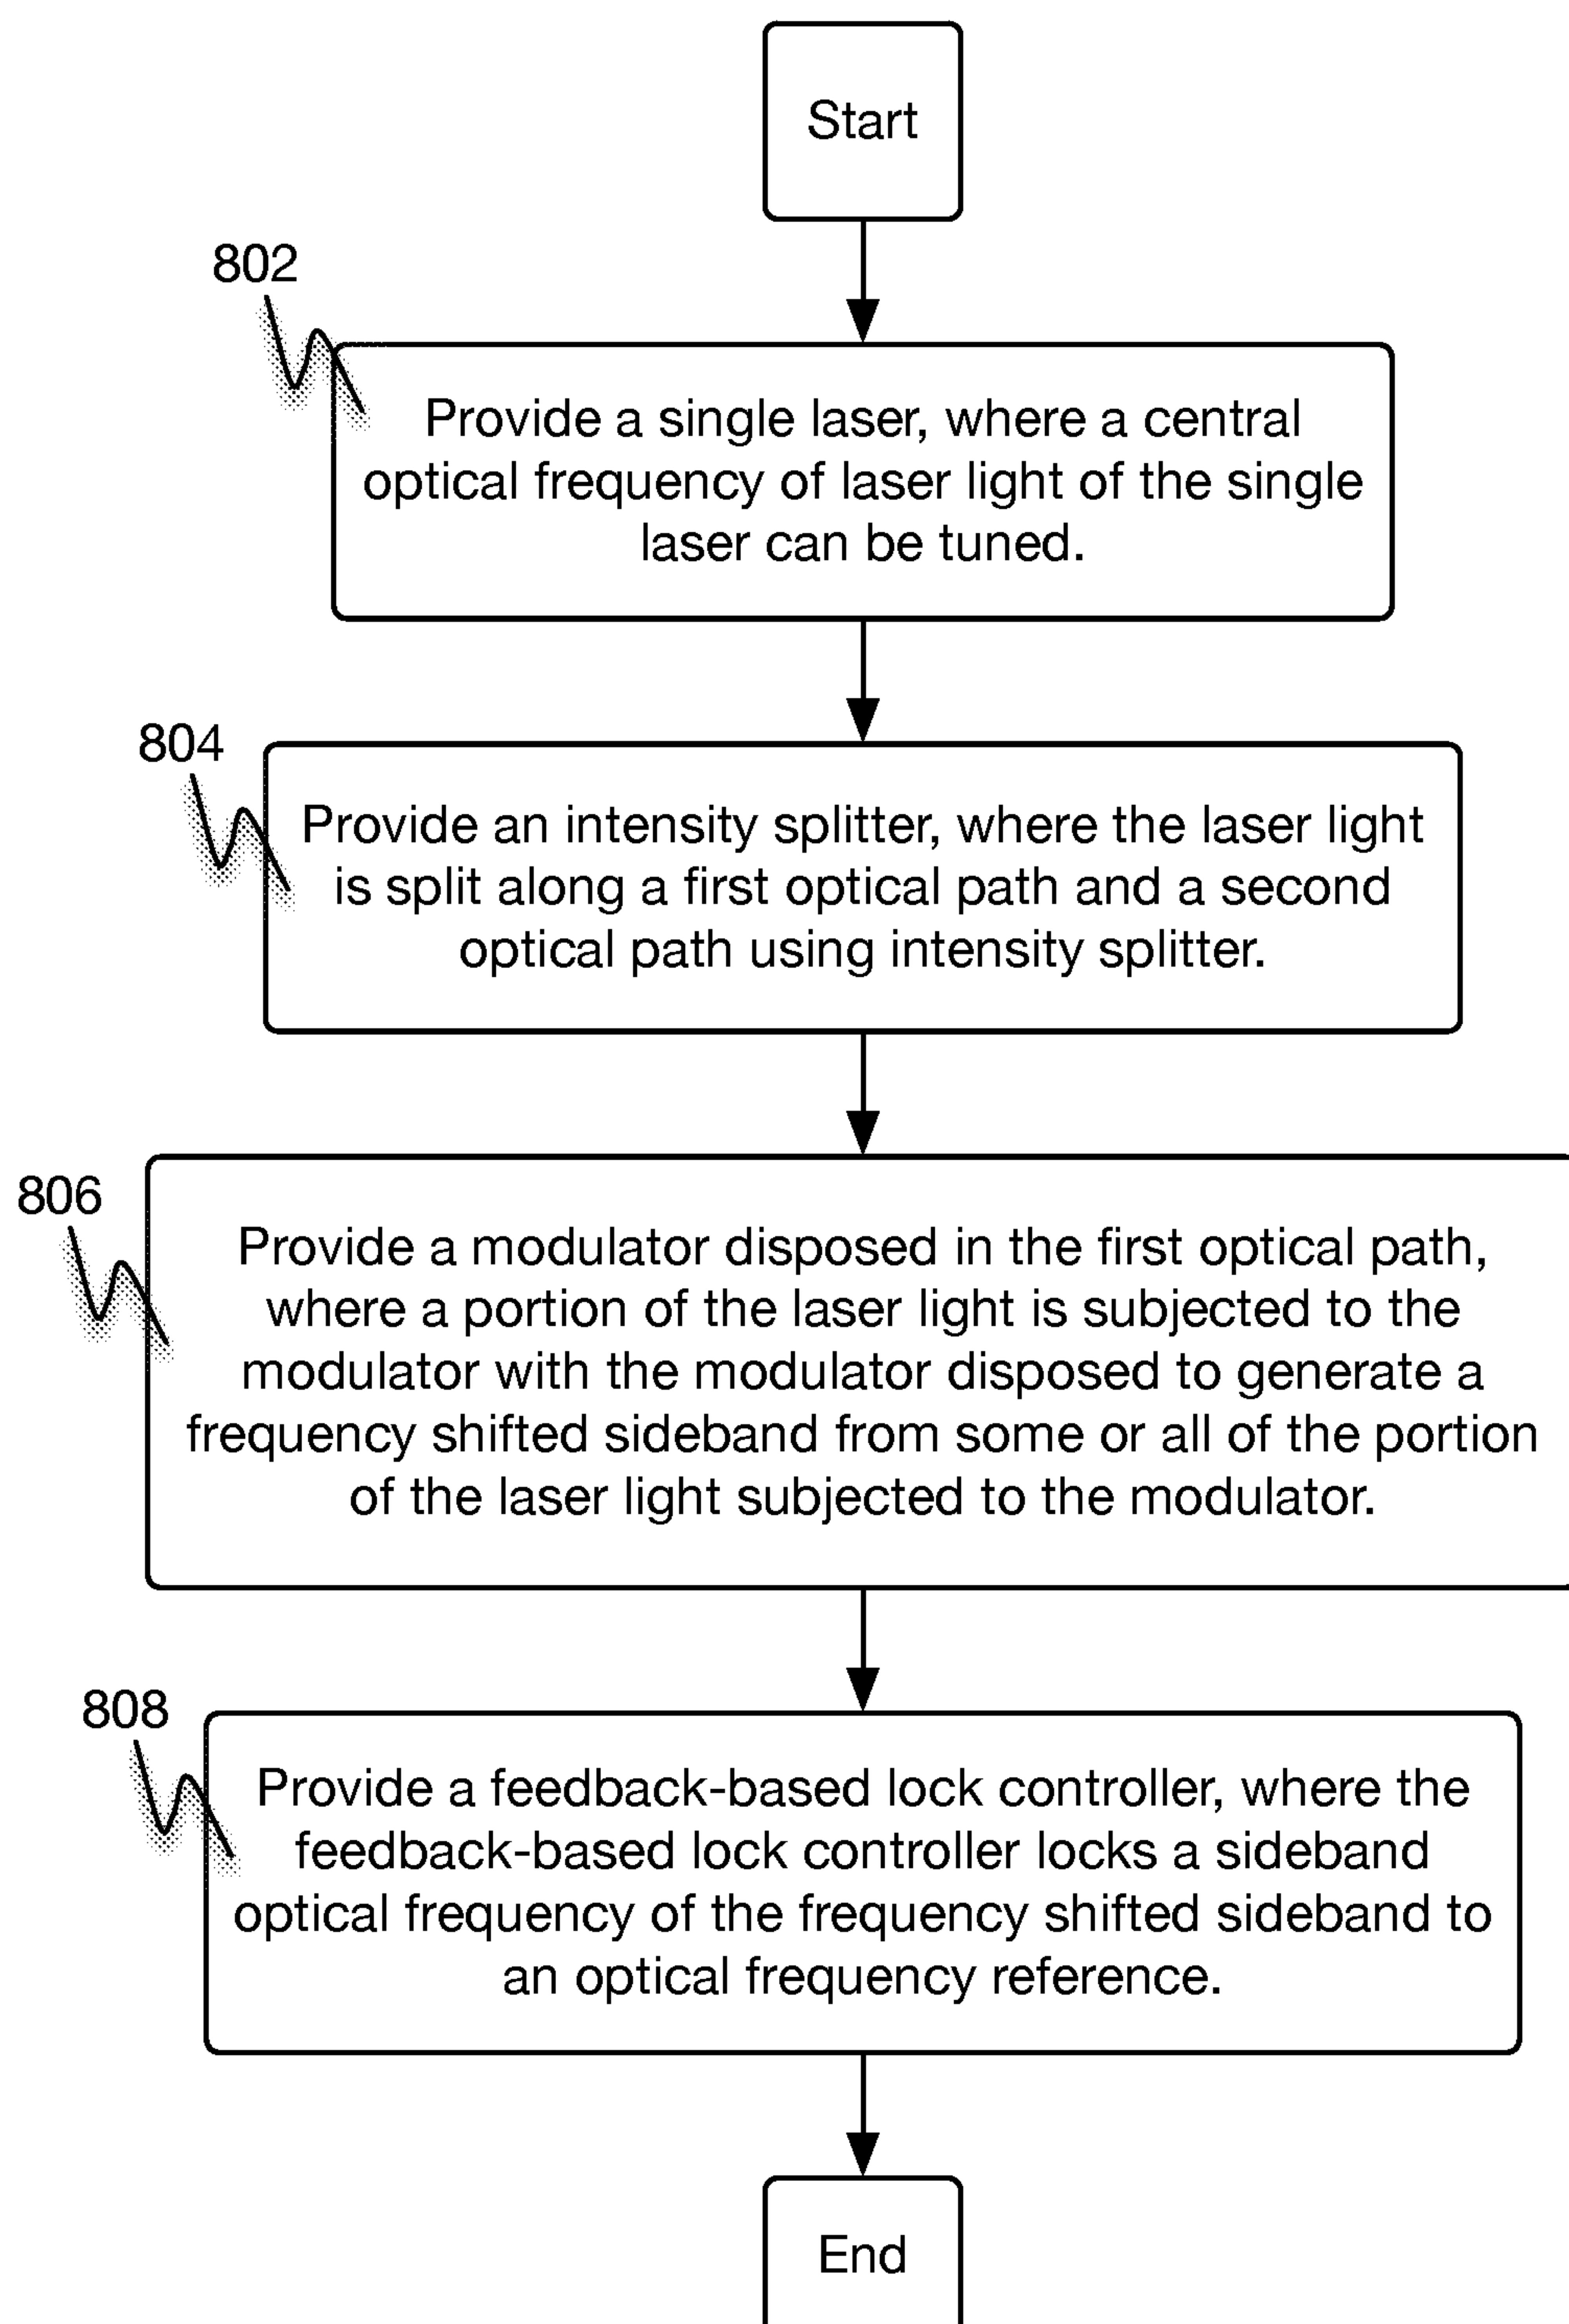 Start
802
Provide a single laser, where a central
optical frequency of laser light of the single
laser can be tuned.
804
Provide an intensity splitter, where the laser light
is split along a first optical path and a second
optical path using intensity splitter.
806
Provide a modulator disposed in the first optical path,
where a portion of the laser light is subjected to the
modulator with the modulator disposed to generate a
frequency shifted sideband from some or all of the portion
of the laser light subjected to the modulator.
808
Provide a feedback-based lock controller, where the
feedback-based lock controller locks a sideband
optical frequency of the frequency shifted sideband to
an optical frequency reference.
End